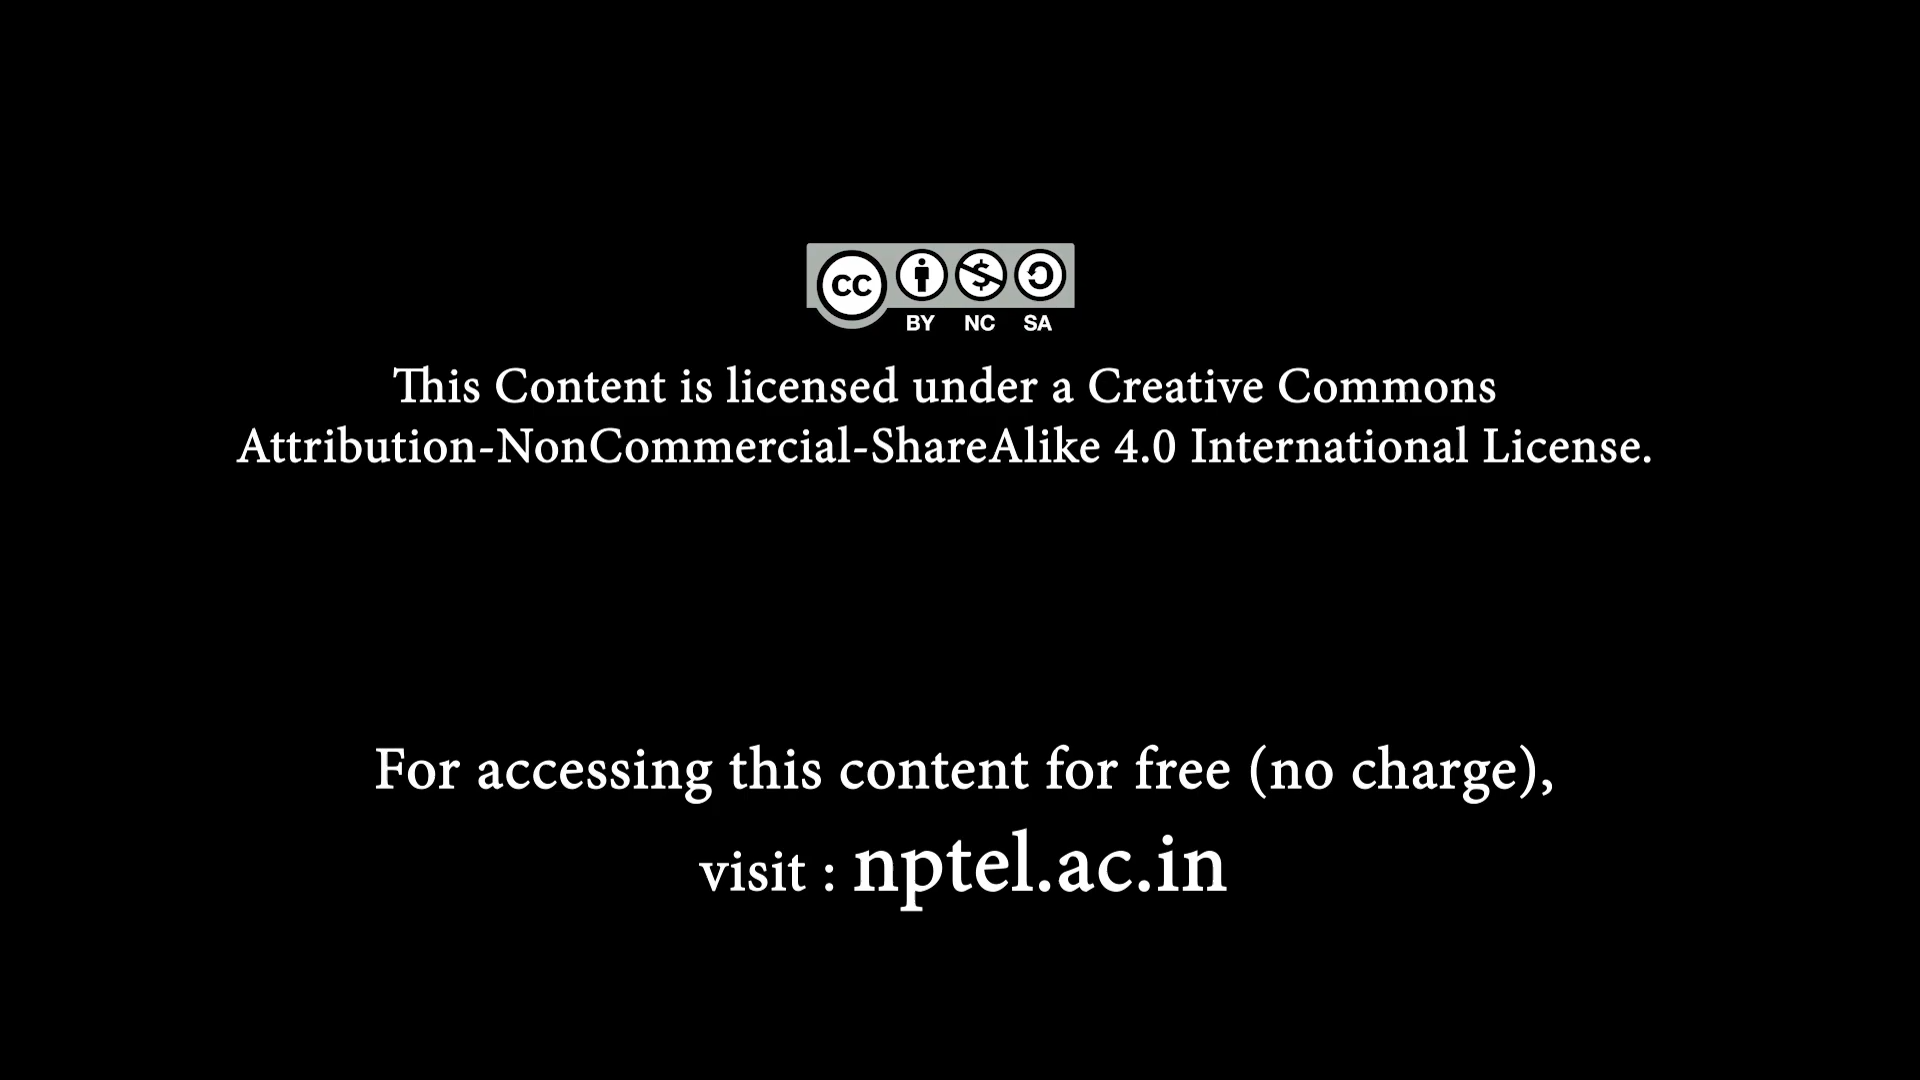 cc
BY NC SA
This Content is licensed under a Creative Commons
Attribution-NonCommercial-ShareAlike 4.0 International License.
For accessing this content for free (no charge),
visit : nptel.ac.in